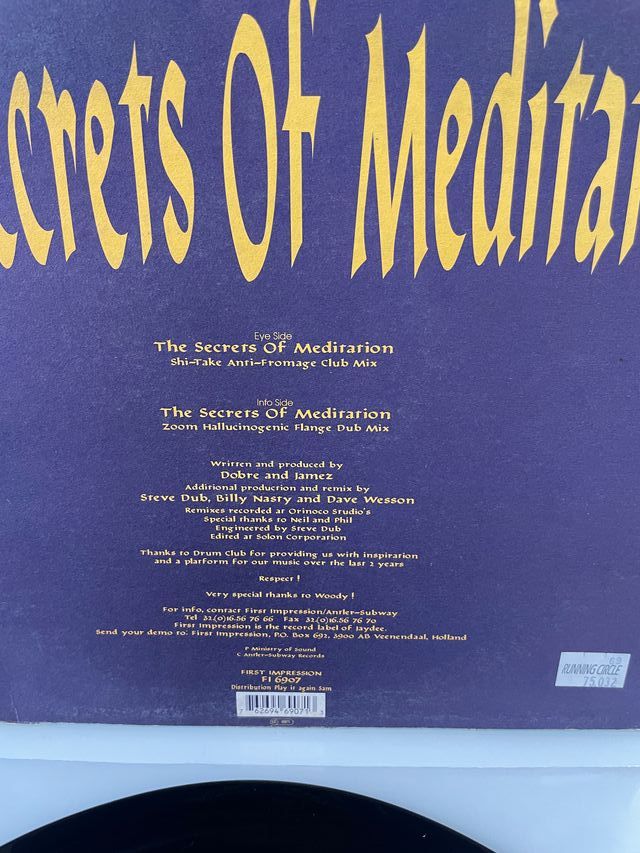 ecrets Of Meditat
Eye Side
The Secrets Of Meditation
Shi-Take Anti-Fromage Club Mix
Info Side
The Secrets Of Meditation
Zoom Hallucinogenic Flange Dub Mix
Written and produced by
Dobre and Jamez
Additional production and remix by
Steve Dub, Billy Nasty and Dave Wesson
Remixes recorded at Orinoco Studio's
Special thanks to Neil and Phil
Engineered by Steve Dub
Edited at Solon Corporation
Thanks to Drum Club for providing us with inspiration
and a platform for our music over the last 2 years
Respect !
Very special thanks to Woody !
For info, contact First Impression/Antler-Subway
Tel 32.(0)16.56 76 66 Fax 32.(0)16.56 76 70
First Impression is the record label of Jaydee.
Send your demo to: First Impression, P.O. Box 692, 3900 AB Veenendaal, Holland
P Ministry of Sound
C Antler-Subway Records
FIRST IMPRESSION
FI 6907
Distribution Play it again Sam
7 62694 69071 3
69
RUNNING CIRCLE
75.032